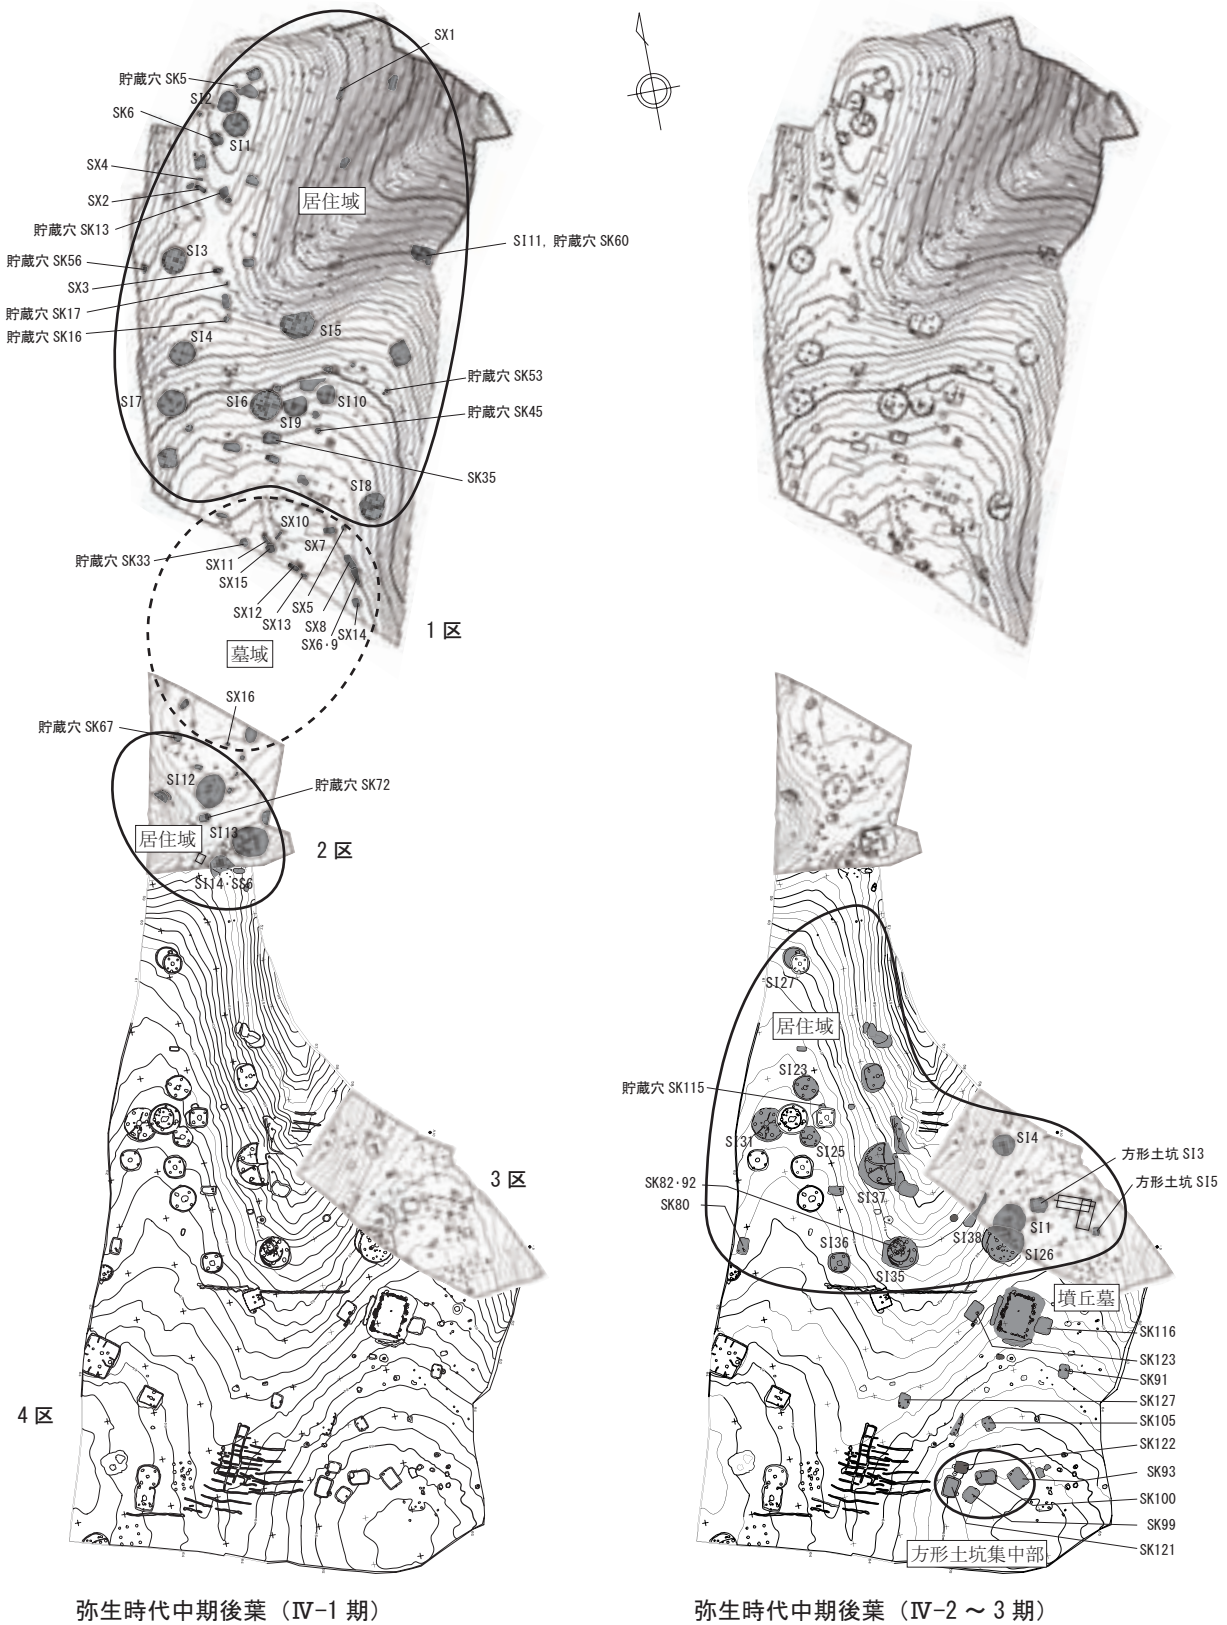 SX1
貯蔵穴 SK5
SI2
SK6
SI1
SX4
SX2
居住域
貯蔵穴 SK13
SI3
SI11, 貯蔵穴 SK60
貯蔵穴 SK56
SX3
貯蔵穴 SK17
貯蔵穴 SK16
SI5
SI4
貯蔵穴 SK53
SI7
SI6
SI10
SI9
貯蔵穴 SK45
SK35
SI8
SX10
貯蔵穴 SK33
SX7
SX11
SX15
SX12
SX5
SX13
SX8
SX14
SX6・9
1 区
墓域
SX16
貯蔵穴 SK67
SI12
貯蔵穴 SK72
居住域
SI13
2 区
SI14・SS6
3 区
4 区
弥生時代中期後葉（Ⅳ-1 期）
SI27
居住域
SI23
貯蔵穴 SK115
SI31
SI25
SI4
方形土坑 SI3
SK82・92
方形土坑 SI5
SI37
SK80
SI1
SI38
SI36
SI26
SI35
墳丘墓
SK116
SK123
SK91
SK127
SK105
SK122
SK93
SK100
SK99
方形土坑集中部
SK121
弥生時代中期後葉（Ⅳ-2 ～ 3 期）